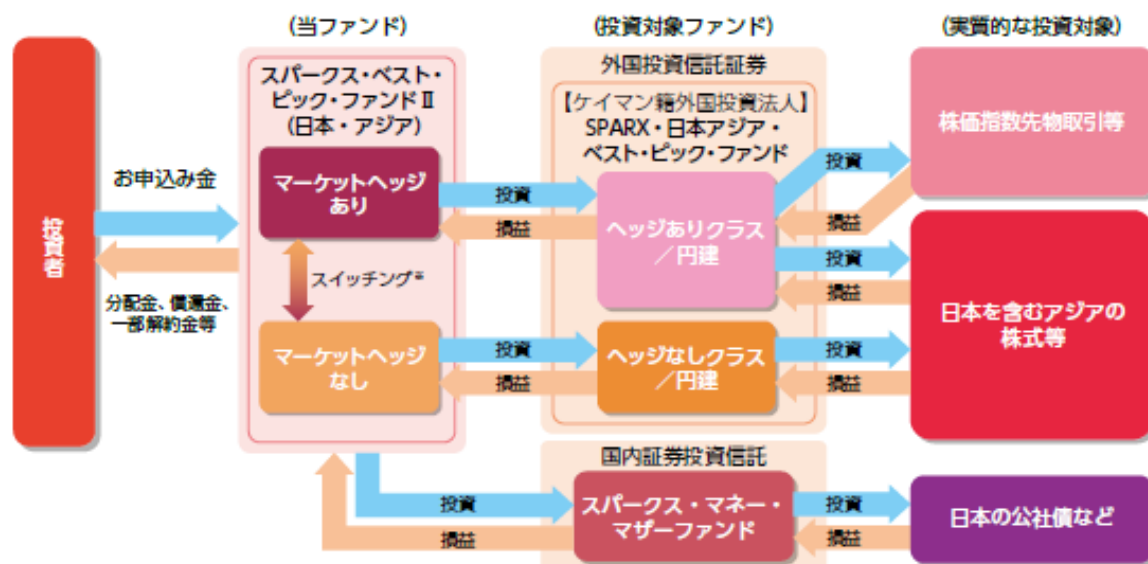 (当ファンド)
(投資対象ファンド)
(実質的な投資対象)
投資者
お申込み金
分配金、償還金、
一部解約金等
スパークス・ベスト・
ピック・ファンドⅡ
(日本・アジア)
マーケットヘッジ
あり
スイッチング※
マーケットヘッジ
なし
投資
損益
投資
損益
投資
損益
外国投資信託証券
【ケイマン籍外国投資法人】
SPARX・日本アジア・
ベスト・ピック・ファンド
ヘッジありクラス
/円建
ヘッジなしクラス
/円建
国内証券投資信託
スパークス・マネー・
マザーファンド
投資
損益
投資
損益
投資
損益
投資
損益
株価指数先物取引等
日本を含むアジアの
株式等
日本の公社債など